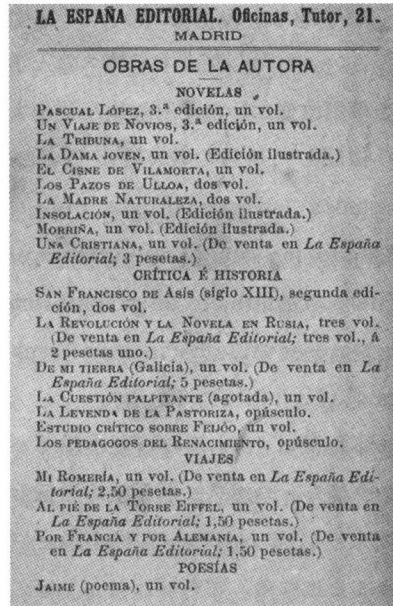 LA ESPAÑA EDITORIAL. Oficinas, Tutor, 21.
MADRID
OBRAS DE LA AUTORA
NOVELAS
PASCUAL LÓPEZ, 3.ª edición, un vol.
UN VIAJE DE NOVIOS, 3.ª edición, un vol.
LA TRIBUNA, un vol.
LA DAMA JOVEN, un vol. (Edición ilustrada.)
EL CISNE DE VILAMORTA, un vol.
LOS PAZOS DE ULLOA, dos vol.
LA MADRE NATURALEZA, dos vol.
INSOLACIÓN, un vol. (Edición ilustrada.)
MORRIÑA, un vol. (Edición ilustrada.)
UNA CRISTIANA, un vol. (De venta en La España
Editorial; 3 pesetas.)
CRÍTICA É HISTORIA
SAN FRANCISCO DE ASIS (siglo XIII), segunda edi-
ción, dos vol.
LA REVOLUCIÓN Y LA NOVELA EN RUSIA, tres vol.
(De venta en La España Editorial; tres vol., á
2 pesetas uno.)
DE MI TIERRA (Galicia), un vol. (De venta en La
España Editorial; 5 pesetas.)
LA CUESTIÓN PALPITANTE (agotada), un vol.
LA LEYENDA DE LA PASTORIZA, opúsculo.
ESTUDIO CRÍTICO SOBRE FEIJÓO, un vol.
LOS PEDAGOGOS DEL RENACIMIENTO, opúsculo.
VIAJES
MI ROMERÍA, un vol. (De venta en La España Edi-
torial; 2,50 pesetas.)
AL PIÉ DE LA TORRE EIFFEL, un vol. (De venta en
La España Editorial; 1,50 pesetas.)
POR FRANCIA Y POR ALEMANIA, un vol. (De venta
en La España Editorial; 1,50 pesetas.)
POESÍAS
JAIME (poema), un vol.